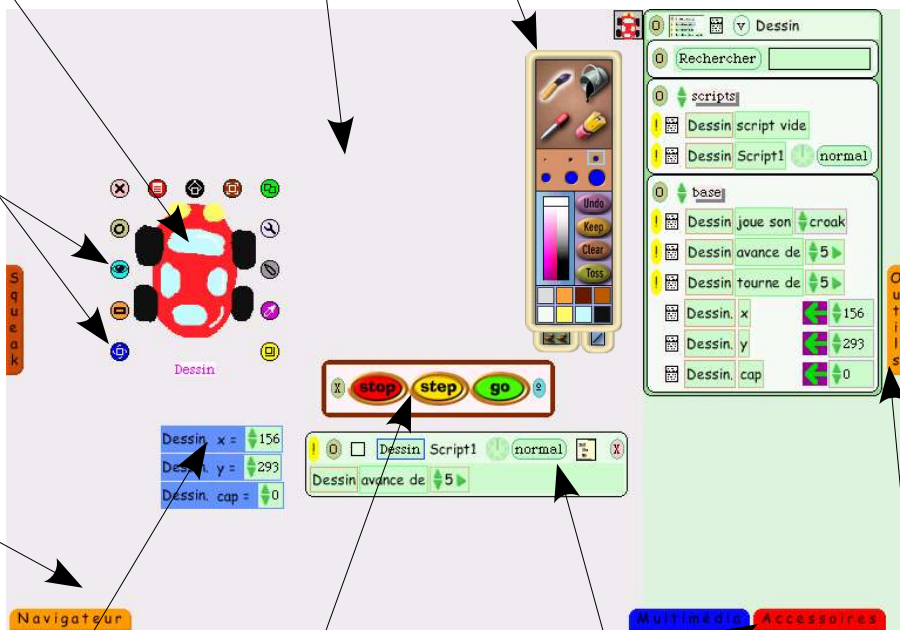 Dessin
Rechercher
scripts
! Dessin script vide
! Dessin Script1 normal
base
! Dessin joue son croak
! Dessin avance de 5
! Dessin tourne de 5
Dessin. x 156
Dessin. y 293
Dessin. cap 0
Undo
Keep
Clear
Toss
Squeak
Outils
Dessin
stop step go
Dessin. x = 156
Dessin. y = 293
Dessin. cap = 0
! Dessin Script1 normal
Dessin avance de 5
Navigateur
Multimédia
Accessoires